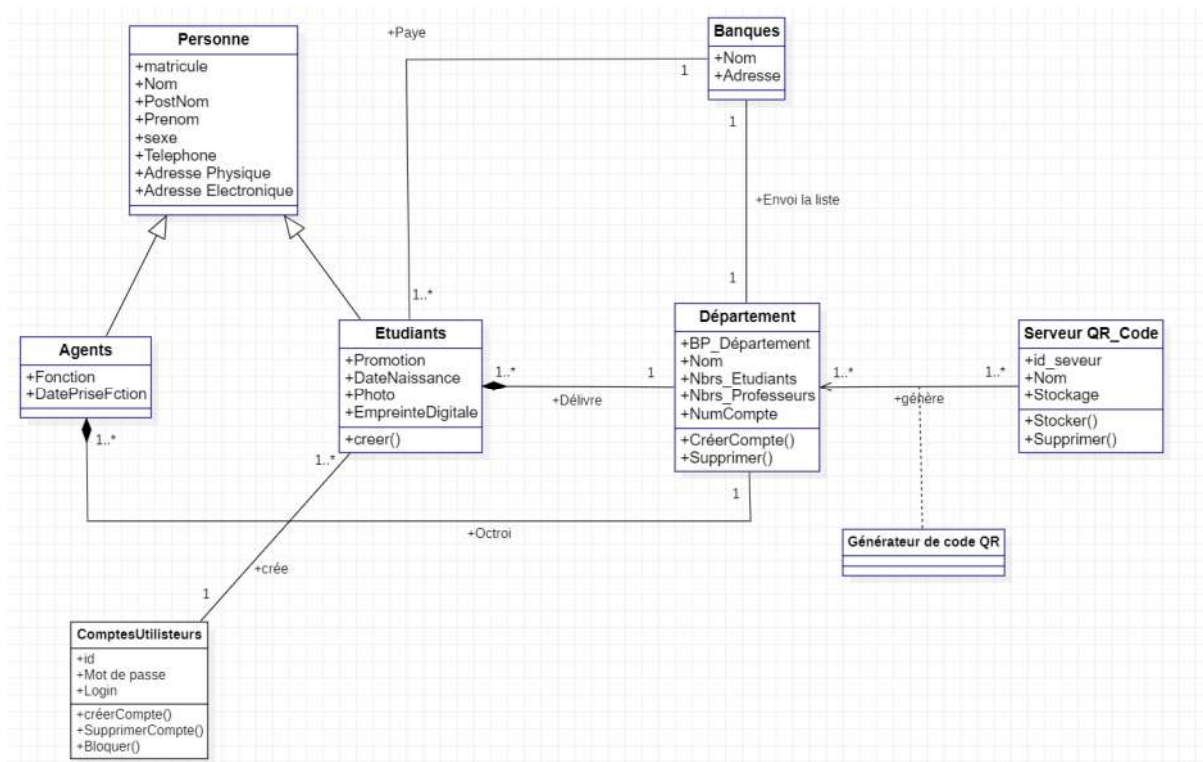 Personne
+matricule
+Nom
+PostNom
+Prenom
+sexe
+Telephone
+Adresse Physique
+Adresse Electronique
+Paye
1
1..*
Banques
+Nom
+Adresse
1
+Envoi la liste
1
Agents
+Fonction
+DatePriseFction
1..*
Etudiants
+Promotion
+DateNaissance
+Photo
+EmpreinteDigitale
+creer()
1..*
1..*
1
+Délivre
Département
+BP_Département
+Nom
+Nbrs_Etudiants
+Nbrs_Professeurs
+NumCompte
+CréerCompte()
+Supprimer()
1
1..*
1..*
+génère
Serveur QR_Code
+id_seveur
+Nom
+Stockage
+Stocker()
+Supprimer()
+Octroi
Générateur de code QR
+crée
1
ComptesUtilisteurs
+id
+Mot de passe
+Login
+créerCompte()
+SupprimerCompte()
+Bloquer()